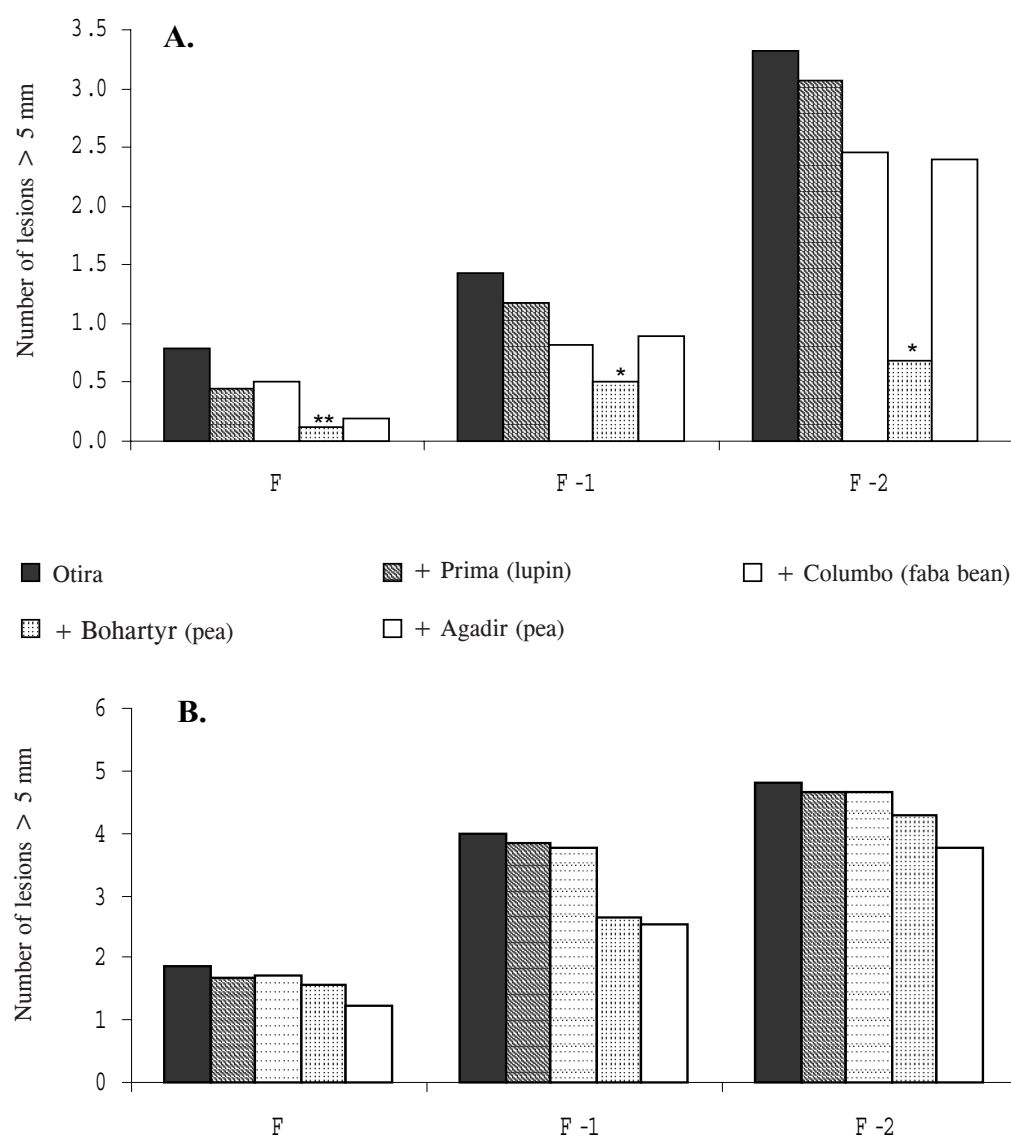 A.
Number of lesions > 5 mm
3.5
3.0
2.5
2.0
1.5
1.0
0.5
0.0
**
*
*
F
F -1
F -2
Otira
+ Prima (lupin)
+ Columbo (faba bean)
+ Bohartyr (pea)
+ Agadir (pea)
B.
Number of lesions > 5 mm
6
5
4
3
2
1
0
F
F -1
F -2